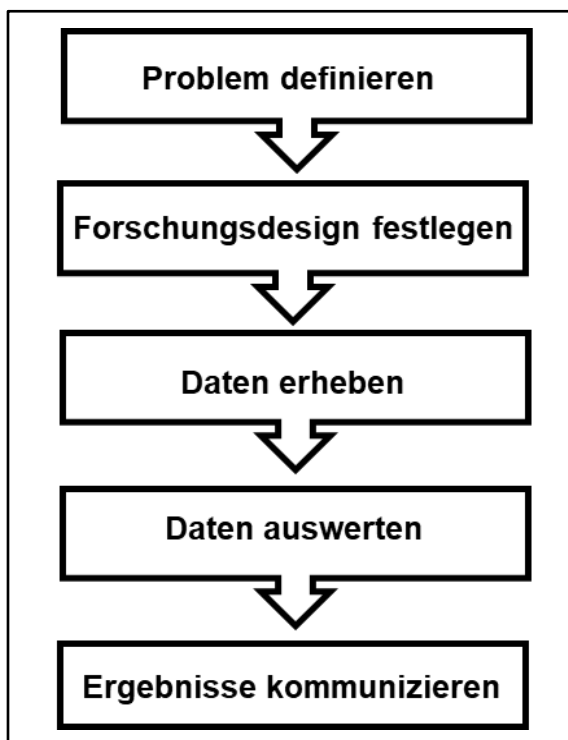 Problem definieren
Forschungsdesign festlegen
Daten erheben
Daten auswerten
Ergebnisse kommunizieren